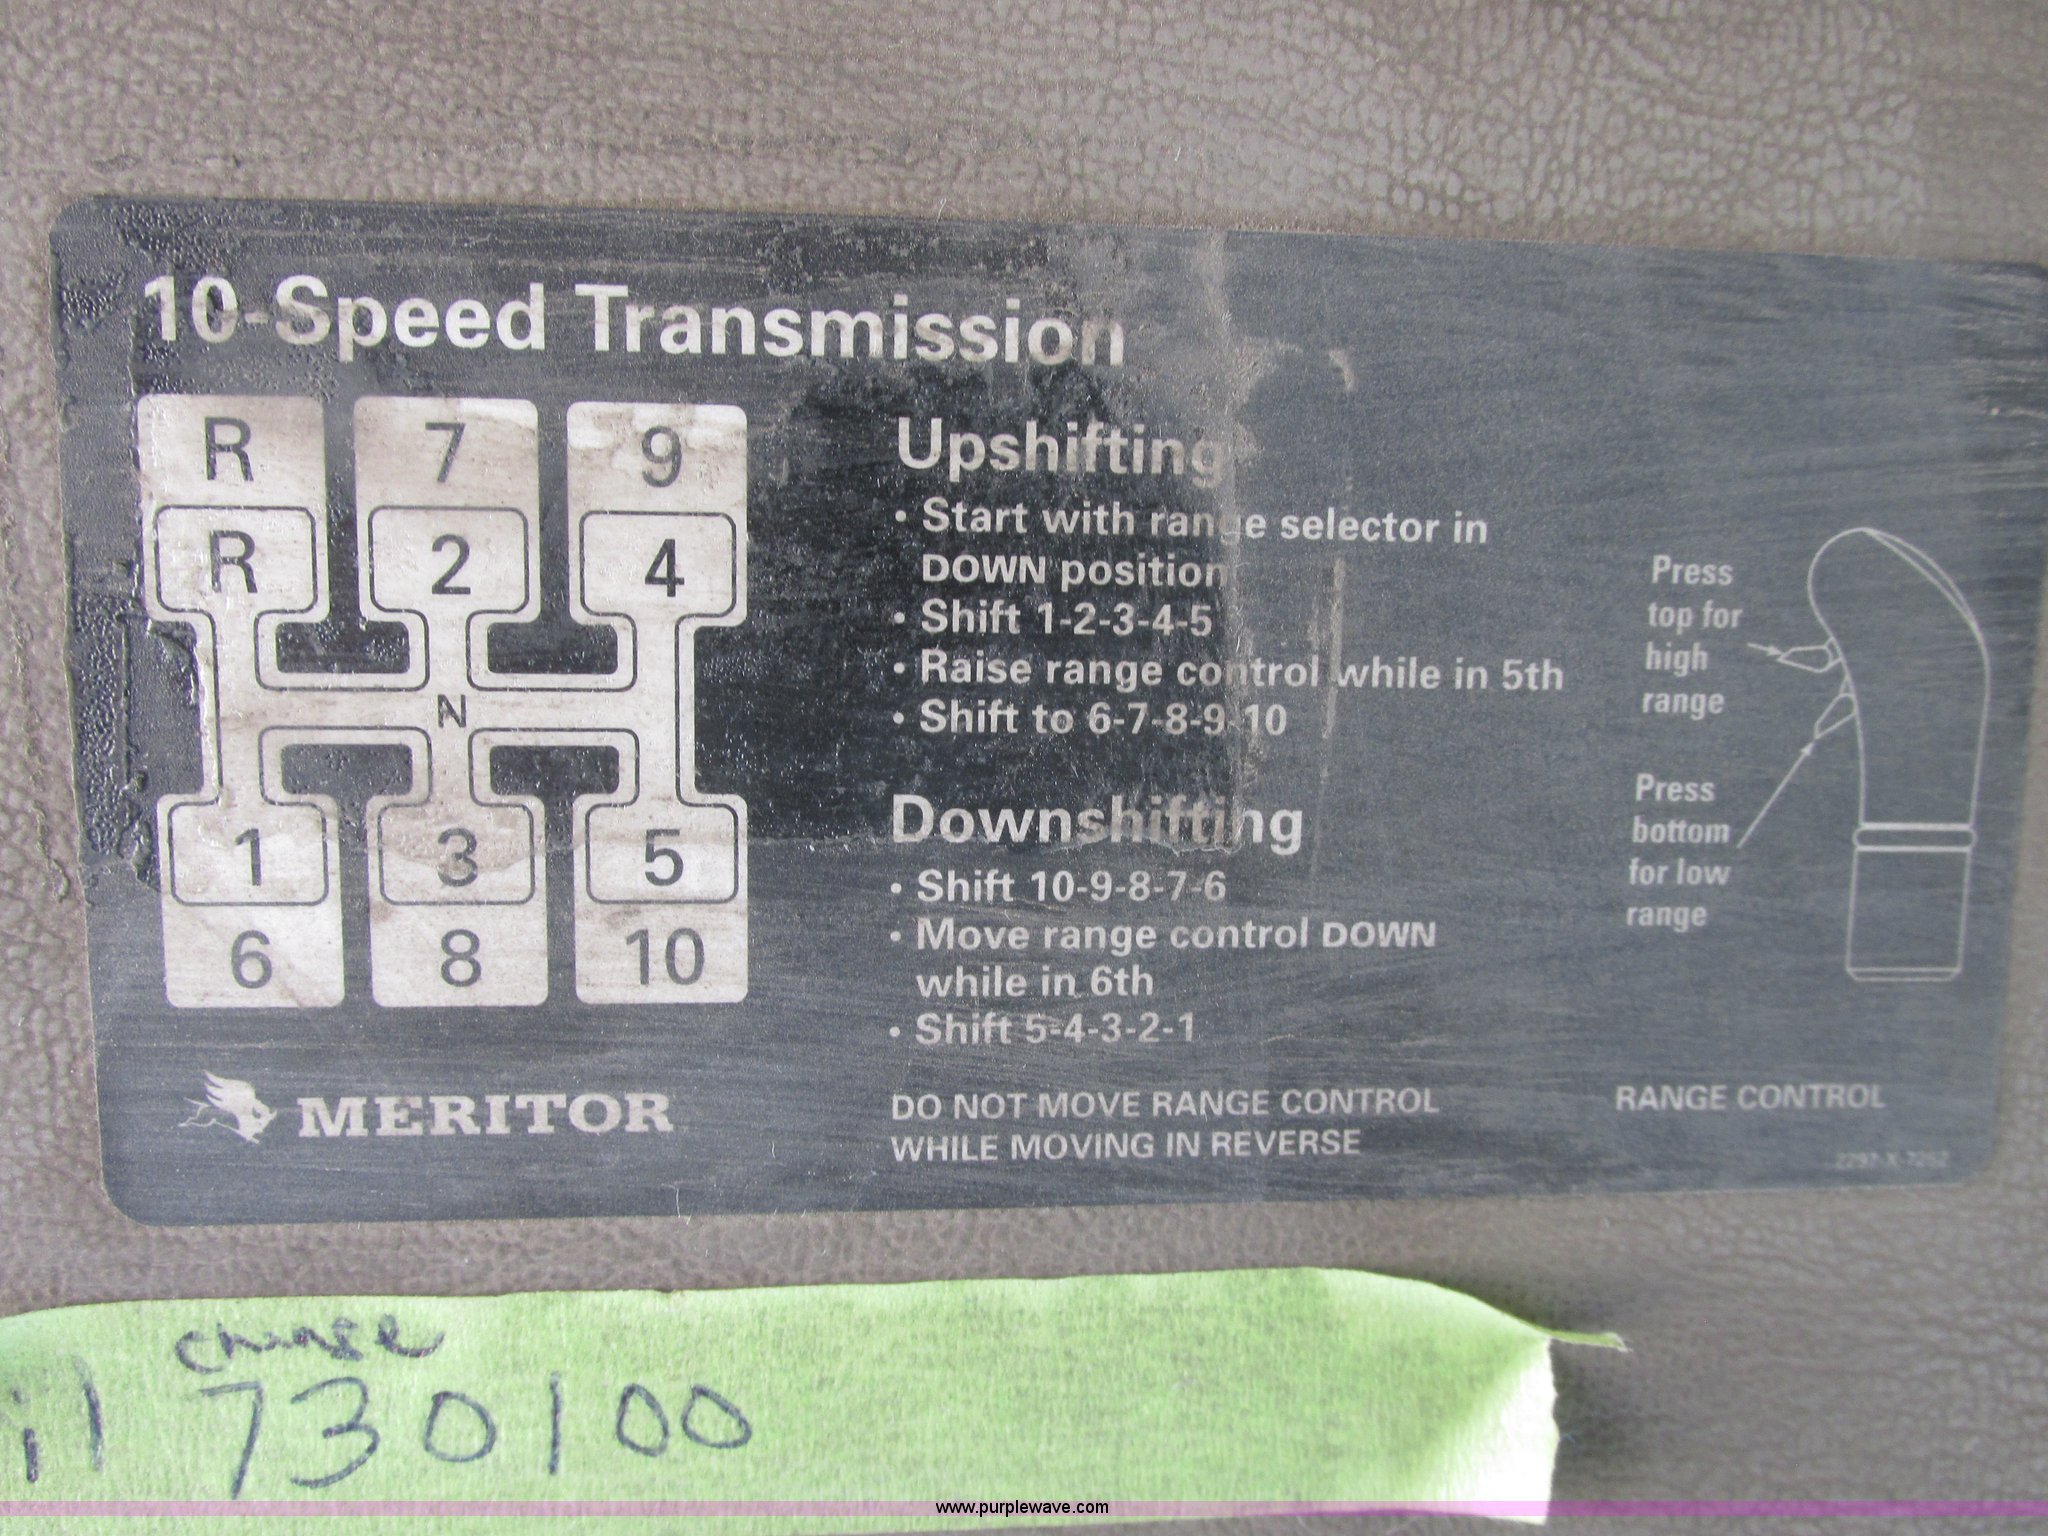 10-Speed Transmission
R 7 9
R 2 4
N
1 3 5
6 8 10
MERITOR
Upshifting
• Start with range selector in
DOWN position
• Shift 1-2-3-4-5
• Raise range control while in 5th
• Shift to 6-7-8-9-10
Downshifting
• Shift 10-9-8-7-6
• Move range control DOWN
while in 6th
• Shift 5-4-3-2-1
DO NOT MOVE RANGE CONTROL
WHILE MOVING IN REVERSE
Press
top for
high
range
Press
bottom
for low
range
RANGE CONTROL
il
730100
www.purplewave.com